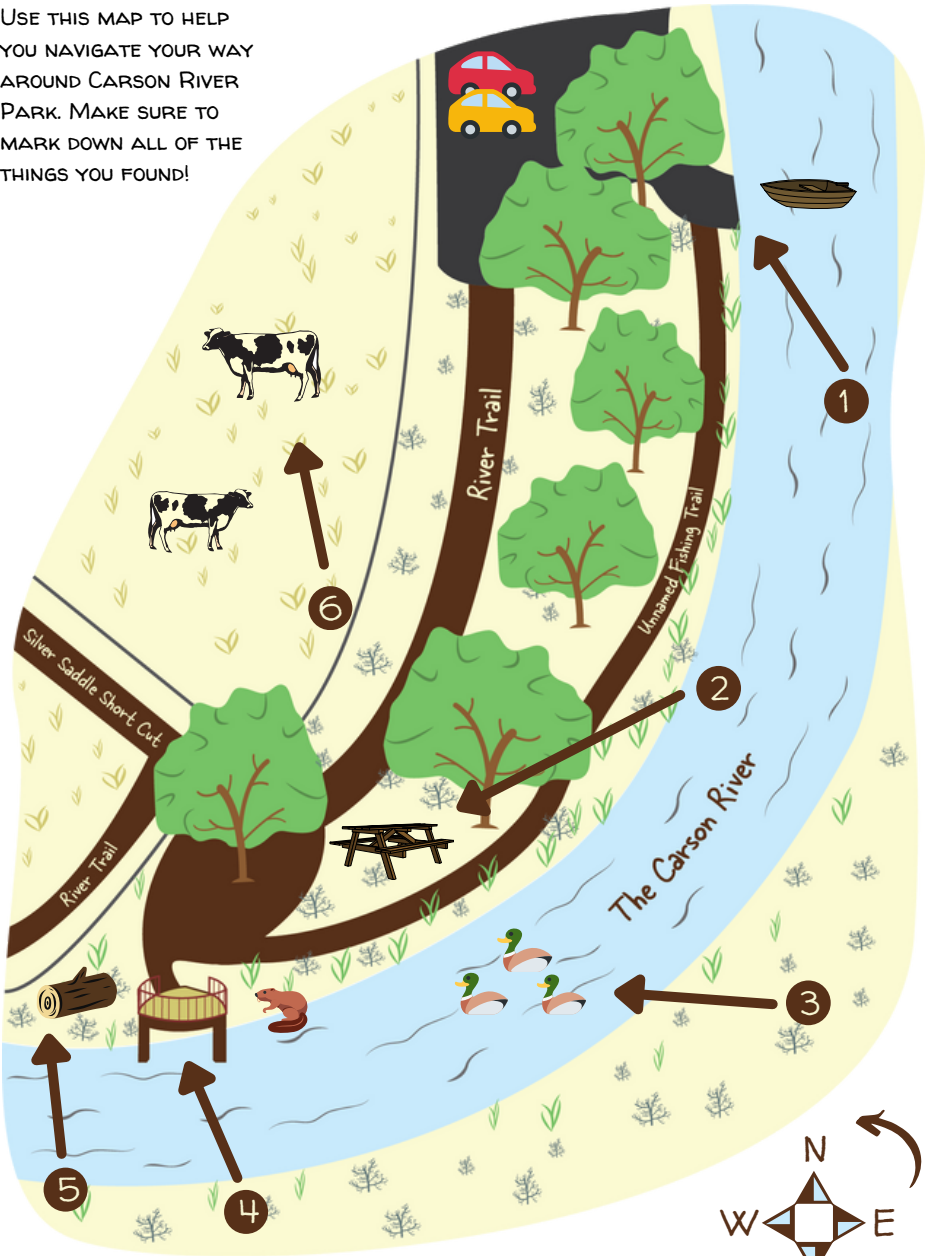 Use this map to help
you navigate your way
around Carson River
Park. Make sure to
mark down all of the
things you found!
1
River Trail
Unnamed Fishing Trail
6
Silver Saddle Short Cut
2
The Carson River
River Trail
3
5
4
N
W
E